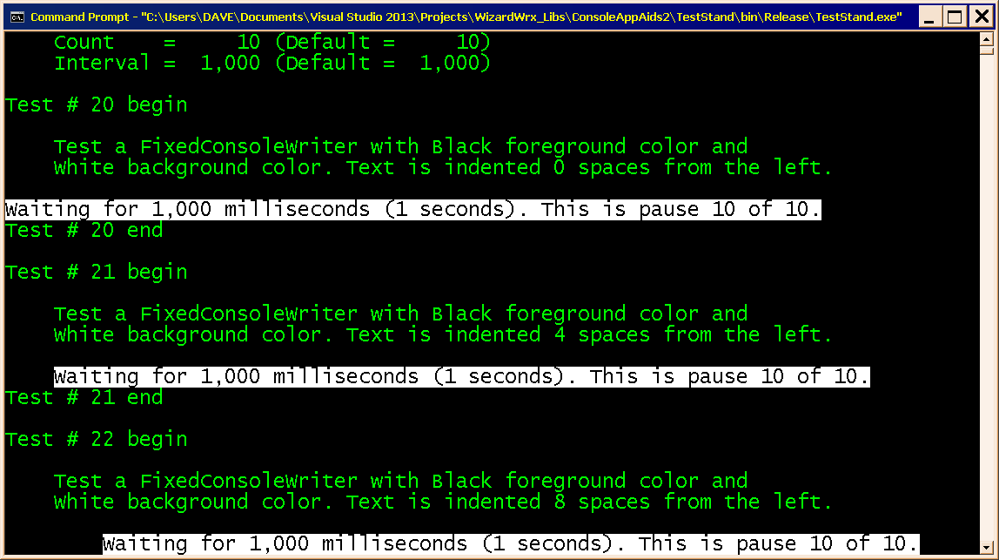 Command Prompt - "C:\Users\DAVE\Documents\Visual Studio 2013\Projects\WizardWrx_Libs\ConsoleAppAids2\TestStand\bin\Release\TestStand.exe"
    Count    =     10 (Default =     10)
    Interval =  1,000 (Default =  1,000)

Test # 20 begin

    Test a FixedConsoleWriter with Black foreground color and
    White background color. Text is indented 0 spaces from the left.

Waiting for 1,000 milliseconds (1 seconds). This is pause 10 of 10.
Test # 20 end

Test # 21 begin

    Test a FixedConsoleWriter with Black foreground color and
    White background color. Text is indented 4 spaces from the left.

    Waiting for 1,000 milliseconds (1 seconds). This is pause 10 of 10.
Test # 21 end

Test # 22 begin

    Test a FixedConsoleWriter with Black foreground color and
    White background color. Text is indented 8 spaces from the left.

        Waiting for 1,000 milliseconds (1 seconds). This is pause 10 of 10.